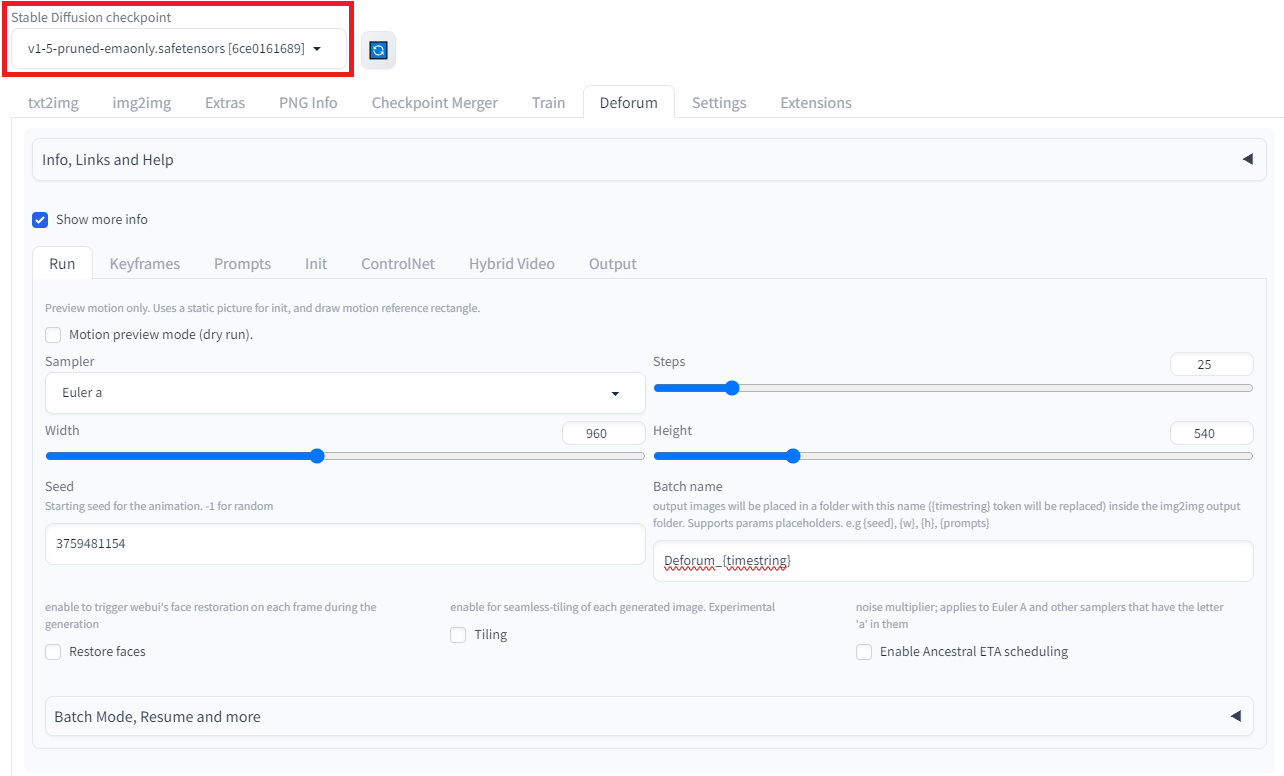 Stable Diffusion checkpoint
v1-5-pruned-emaonly.safetensors [6ce0161689]
txt2img img2img Extras PNG Info Checkpoint Merger Train Deforum Settings Extensions
Info, Links and Help
Show more info
Run Keyframes Prompts Init ControlNet Hybrid Video Output
Preview motion only. Uses a static picture for init, and draw motion reference rectangle.
Motion preview mode (dry run).
Sampler
Euler a
Steps
25
Width
960
Height
540
Seed
Starting seed for the animation. -1 for random
3759481154
Batch name
output images will be placed in a folder with this name ({timestring} token will be replaced) inside the img2img output
folder. Supports params placeholders. e.g {seed}, {w}, {h}, {prompts}
Deforum_{timestring}
enable to trigger webui's face restoration on each frame during the
generation
Restore faces
enable for seamless-tiling of each generated image. Experimental
Tiling
noise multiplier; applies to Euler A and other samplers that have the letter
'a' in them
Enable Ancestral ETA scheduling
Batch Mode, Resume and more